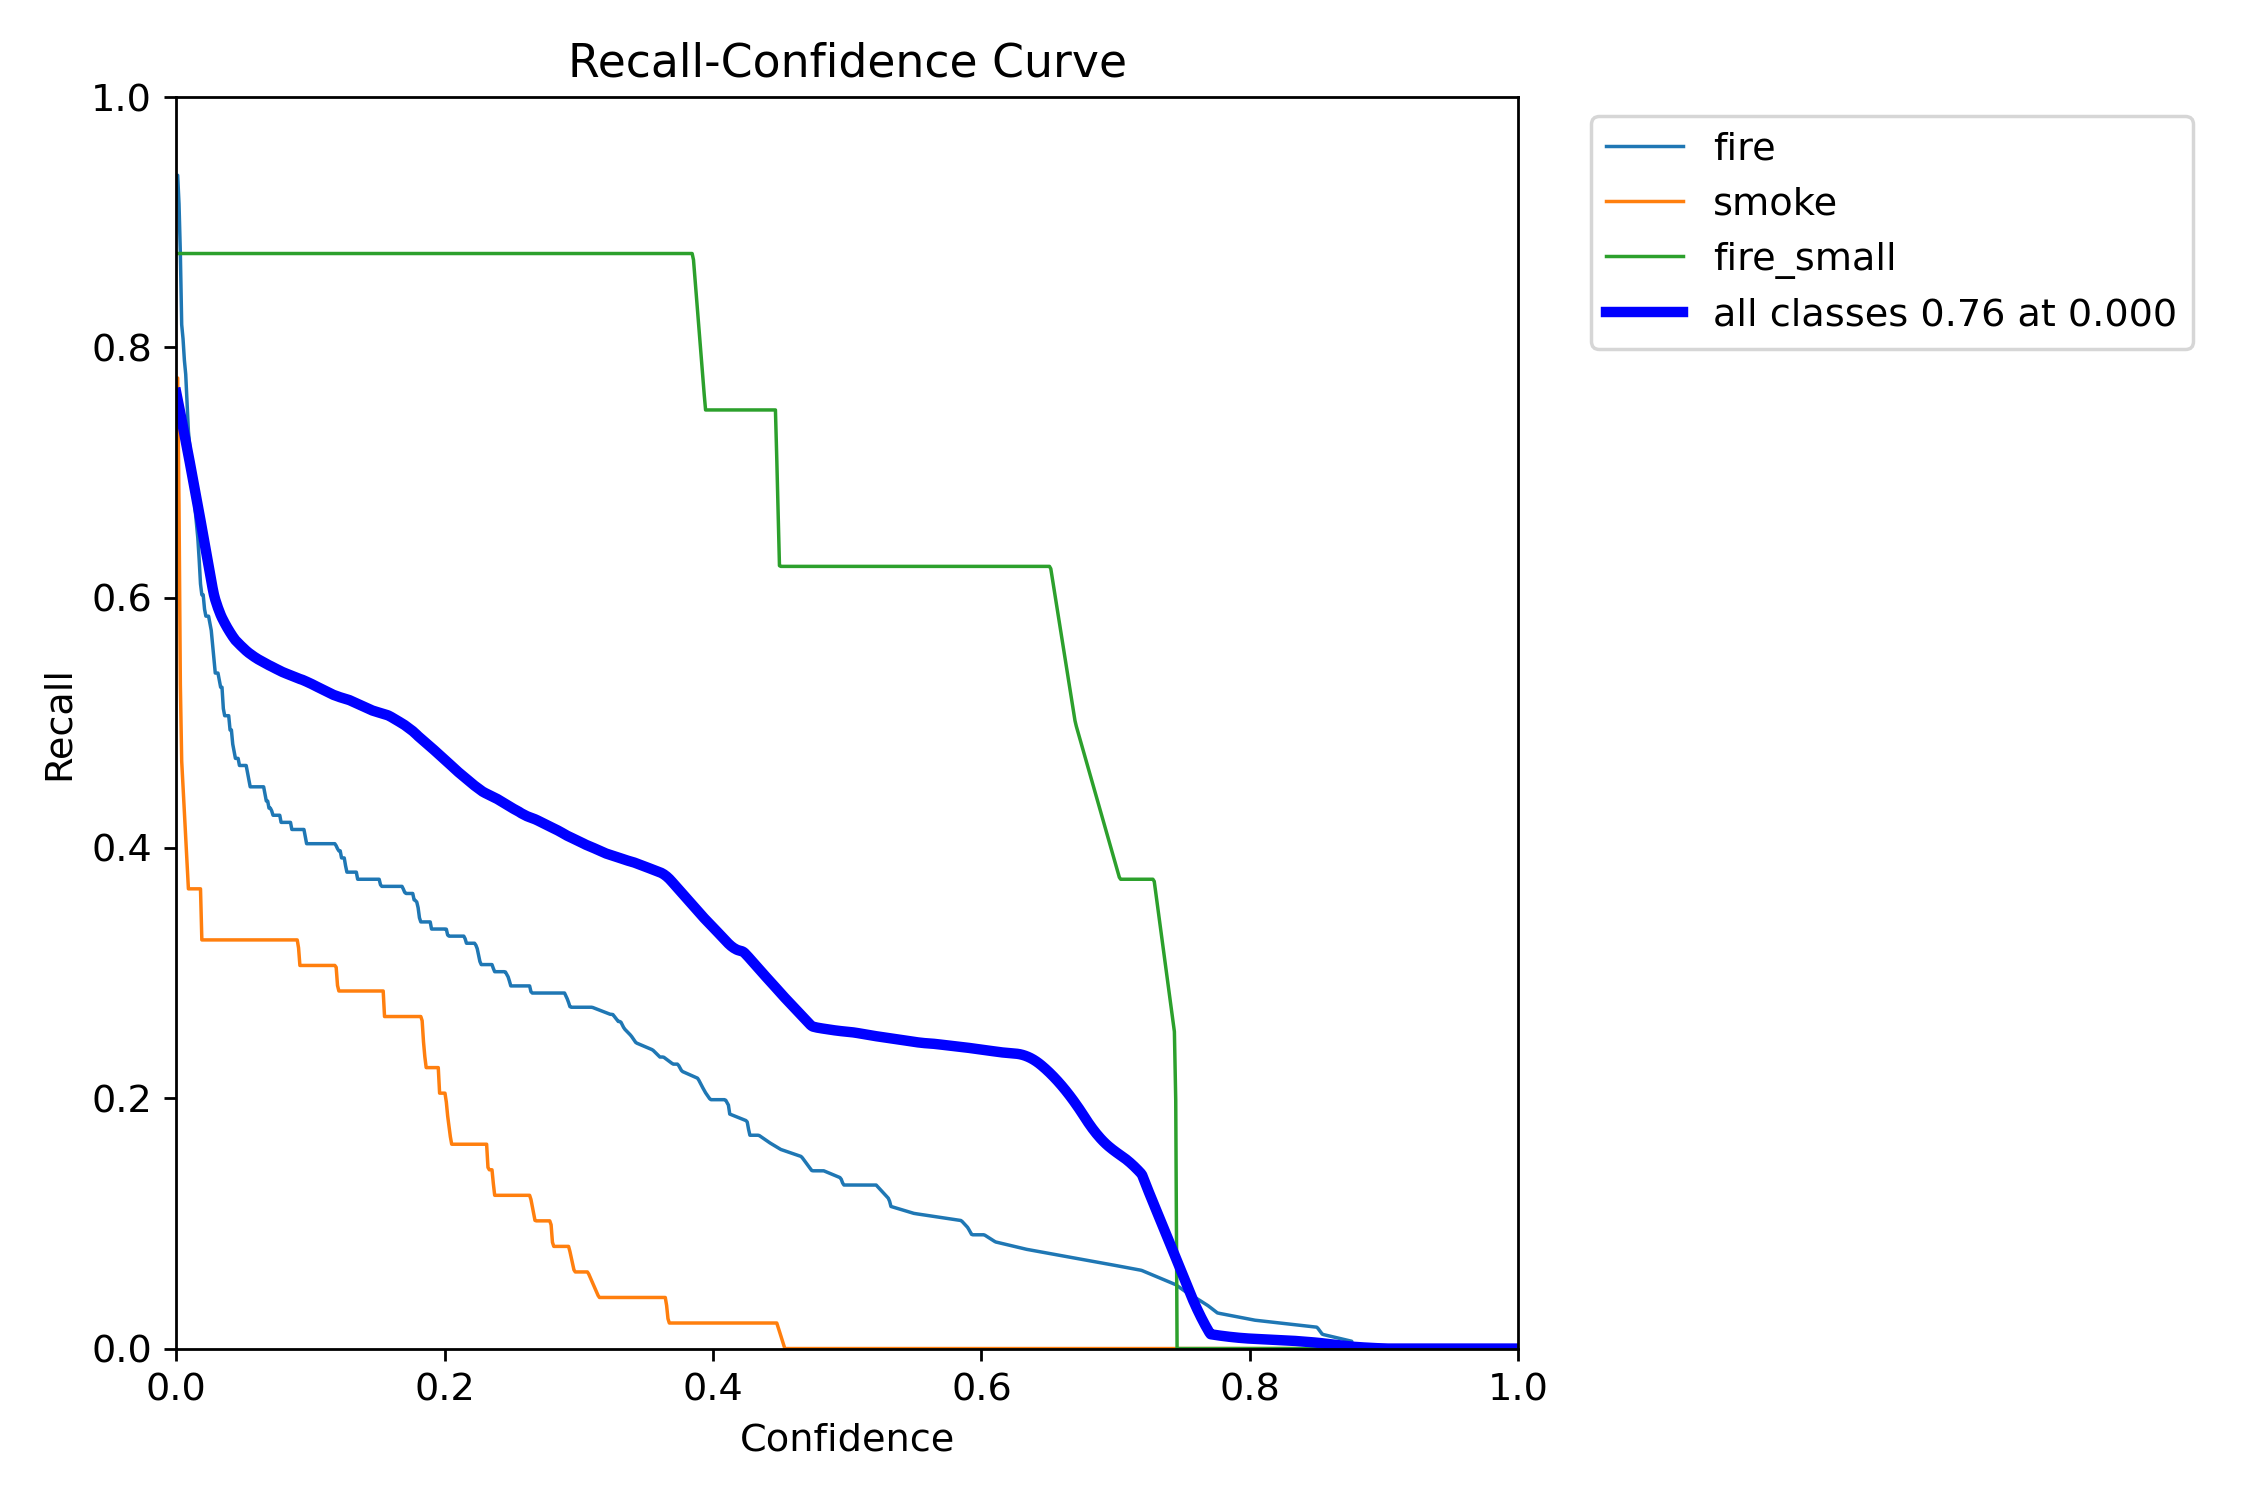 Recall-Confidence Curve
1.0
0.8
0.6
0.4
0.2
0.0
Recall
0.0 0.2 0.4 0.6 0.8 1.0
Confidence
fire
smoke
fire_small
all classes 0.76 at 0.000